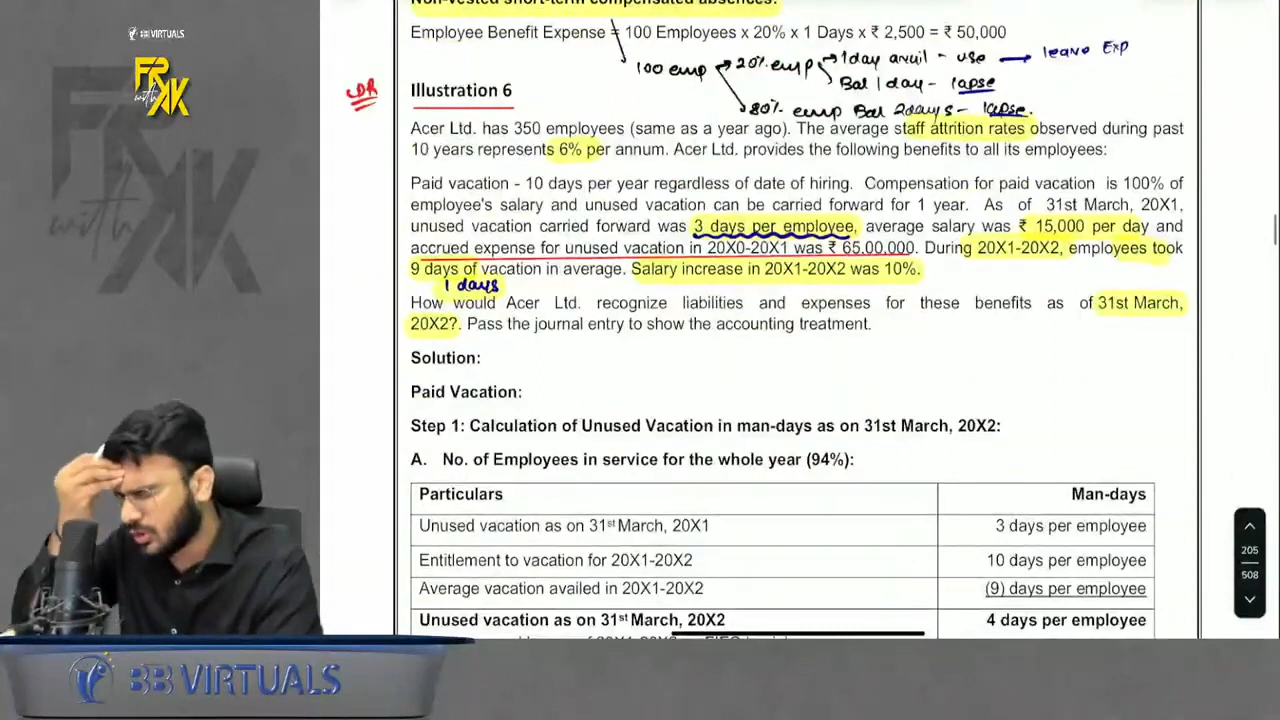 Non-vested short-term compensated absences:
Employee Benefit Expense = 100 Employees x 20% x 1 Days x ₹ 2,500 = ₹ 50,000
100 emp 20% emp 1 day avail - use leave Exp
Bal 1 day - lapse
80% emp Bal 2 days - lapse.
BB VIRTUALS
FR
with
AK
Illustration 6
Acer Ltd. has 350 employees (same as a year ago). The average staff attrition rates observed during past
10 years represents 6% per annum. Acer Ltd. provides the following benefits to all its employees:
Paid vacation - 10 days per year regardless of date of hiring. Compensation for paid vacation is 100% of
employee's salary and unused vacation can be carried forward for 1 year. As of 31st March, 20X1,
unused vacation carried forward was 3 days per employee, average salary was ₹ 15,000 per day and
accrued expense for unused vacation in 20X0-20X1 was ₹ 65,00,000. During 20X1-20X2, employees took
9 days of vacation in average. Salary increase in 20X1-20X2 was 10%.
1 days
How would Acer Ltd. recognize liabilities and expenses for these benefits as of 31st March,
20X2?. Pass the journal entry to show the accounting treatment.
Solution:
Paid Vacation:
Step 1: Calculation of Unused Vacation in man-days as on 31st March, 20X2:
A. No. of Employees in service for the whole year (94%):
Particulars Man-days
Unused vacation as on 31st March, 20X1 3 days per employee
Entitlement to vacation for 20X1-20X2 10 days per employee
Average vacation availed in 20X1-20X2 (9) days per employee
Unused vacation as on 31st March, 20X2 4 days per employee
205
508
BB VIRTUALS